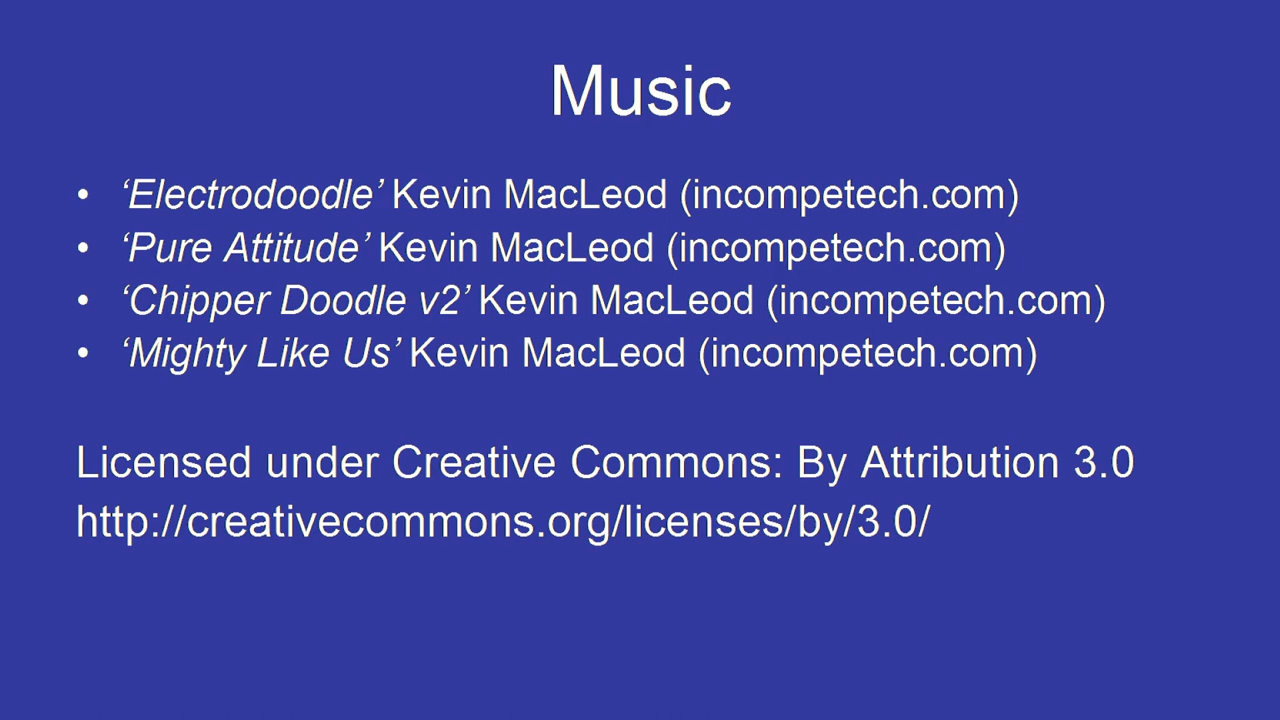 Music
• ‘Electrodoodle’ Kevin MacLeod (incompetech.com)
• ‘Pure Attitude’ Kevin MacLeod (incompetech.com)
• ‘Chipper Doodle v2’ Kevin MacLeod (incompetech.com)
• ‘Mighty Like Us’ Kevin MacLeod (incompetech.com)
Licensed under Creative Commons: By Attribution 3.0
http://creativecommons.org/licenses/by/3.0/